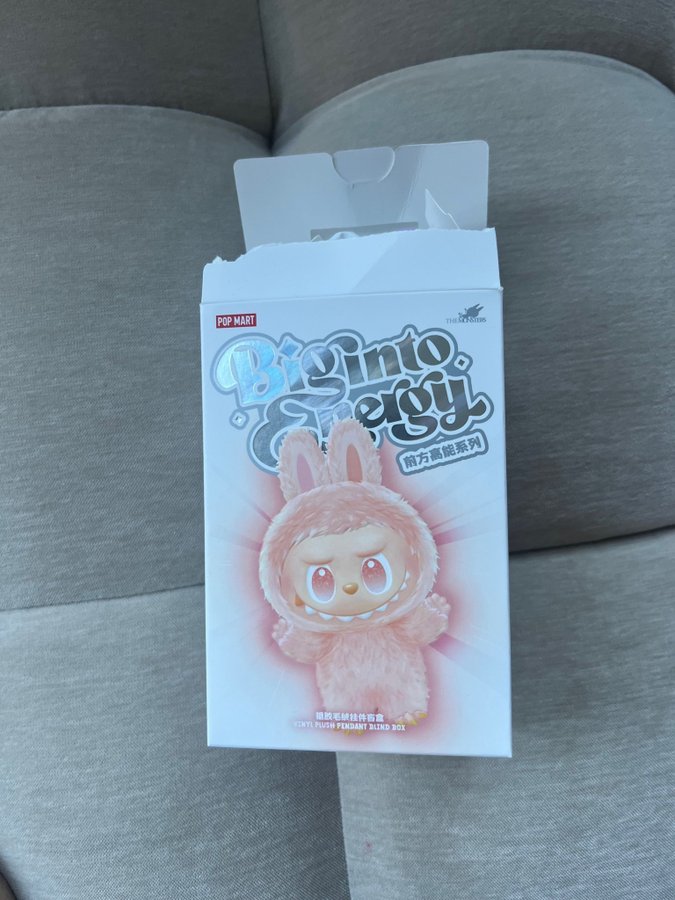 POP MART
THE MONSTERS
Big into
Energy
前方高能系列
搪胶毛绒挂件盲盒
VINYL PLUSH PENDANT BLIND BOX